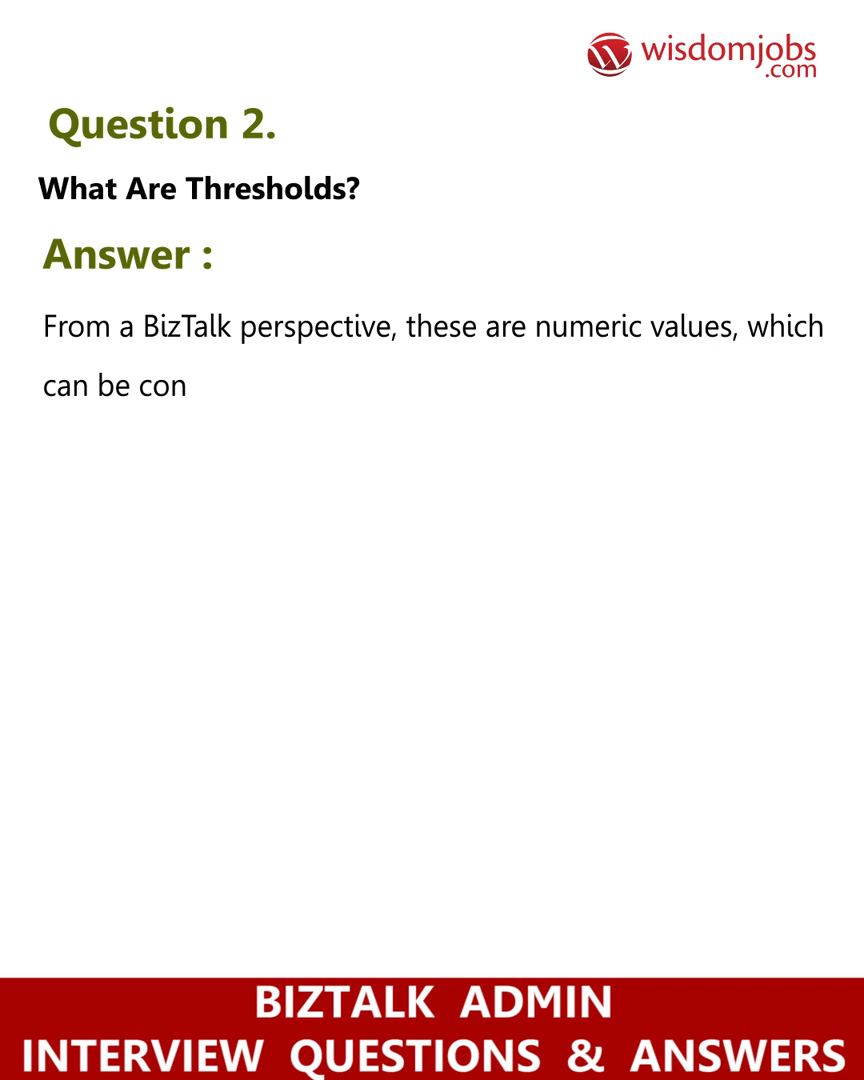 wisdomjobs
.com
Question 2.
What Are Thresholds?
Answer :
From a BizTalk perspective, these are numeric values, which
can be con
BIZTALK ADMIN
INTERVIEW QUESTIONS & ANSWERS